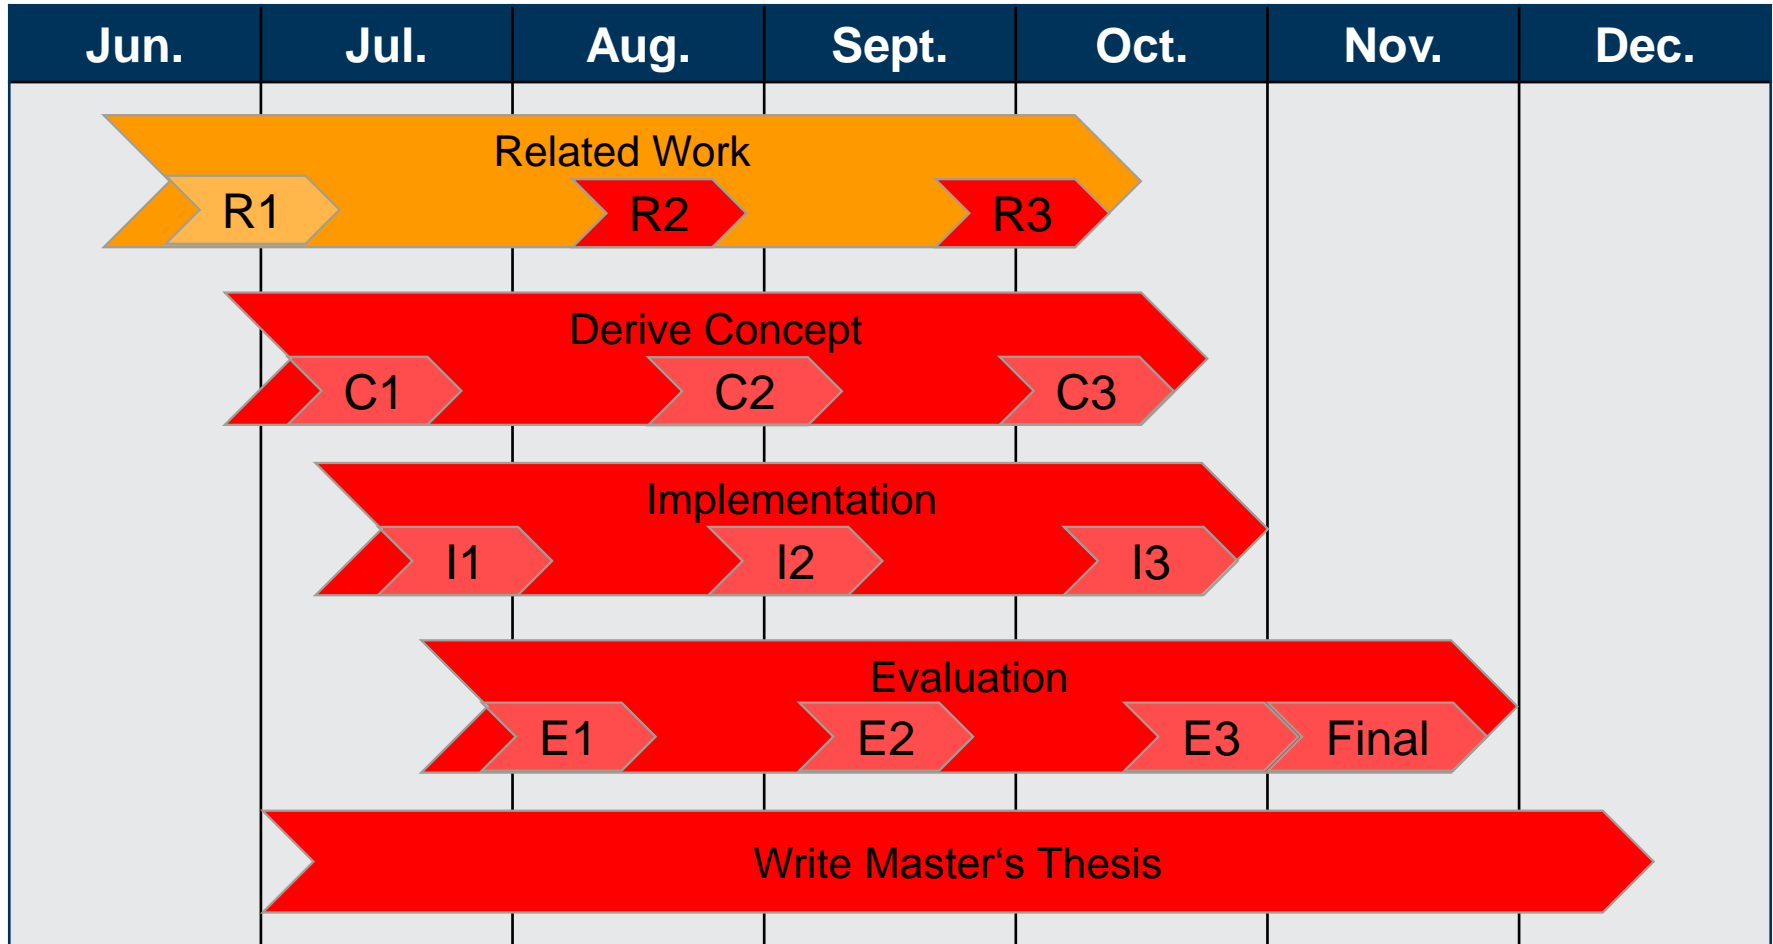 Jun. Jul. Aug. Sept. Oct. Nov. Dec.
Related Work
R1 R2 R3
Derive Concept
C1 C2 C3
Implementation
I1 I2 I3
Evaluation
E1 E2 E3 Final
Write Master‘s Thesis